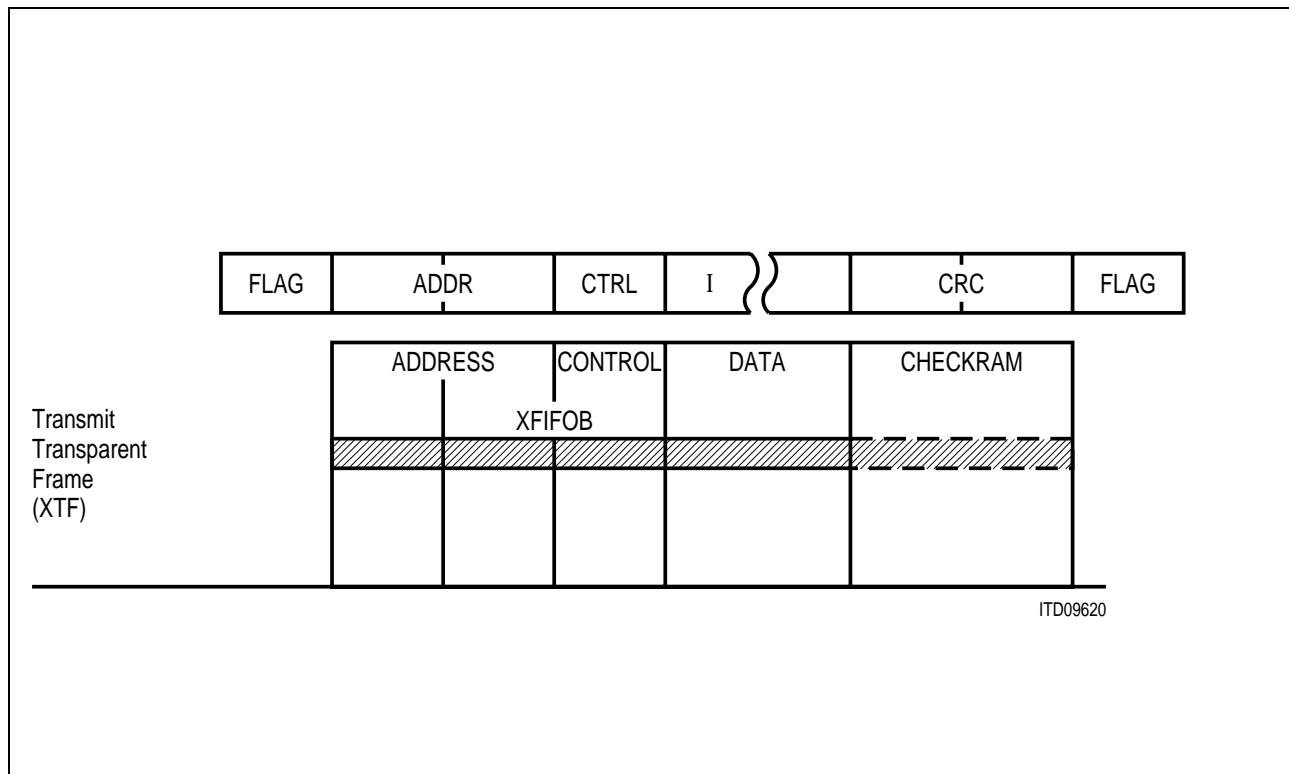 FLAG ADDR CTRL I CRC FLAG
ADDRESS CONTROL DATA CHECKRAM
XFIFOB
Transmit
Transparent
Frame
(XTF)
ITD09620